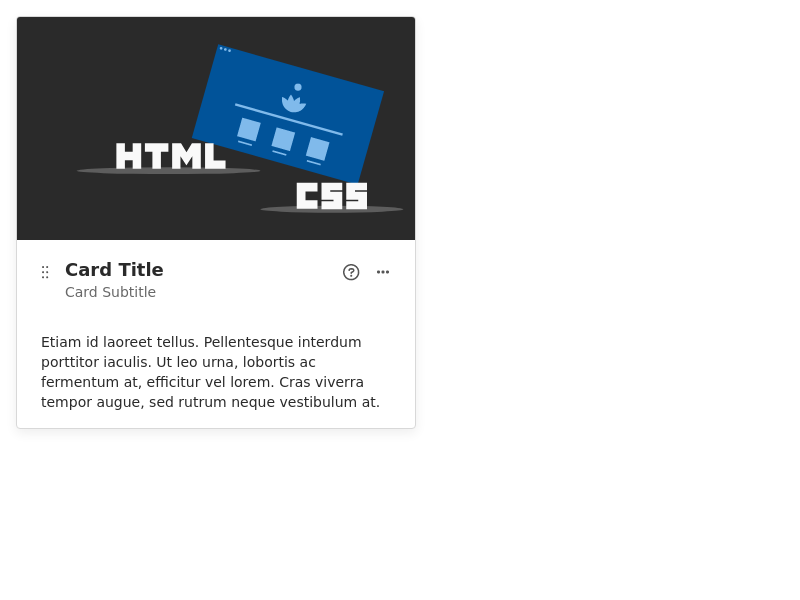 HTML
CSS
Card Title
Card Subtitle
Etiam id laoreet tellus. Pellentesque interdum
porttitor iaculis. Ut leo urna, lobortis ac
fermentum at, efficitur vel lorem. Cras viverra
tempor augue, sed rutrum neque vestibulum at.